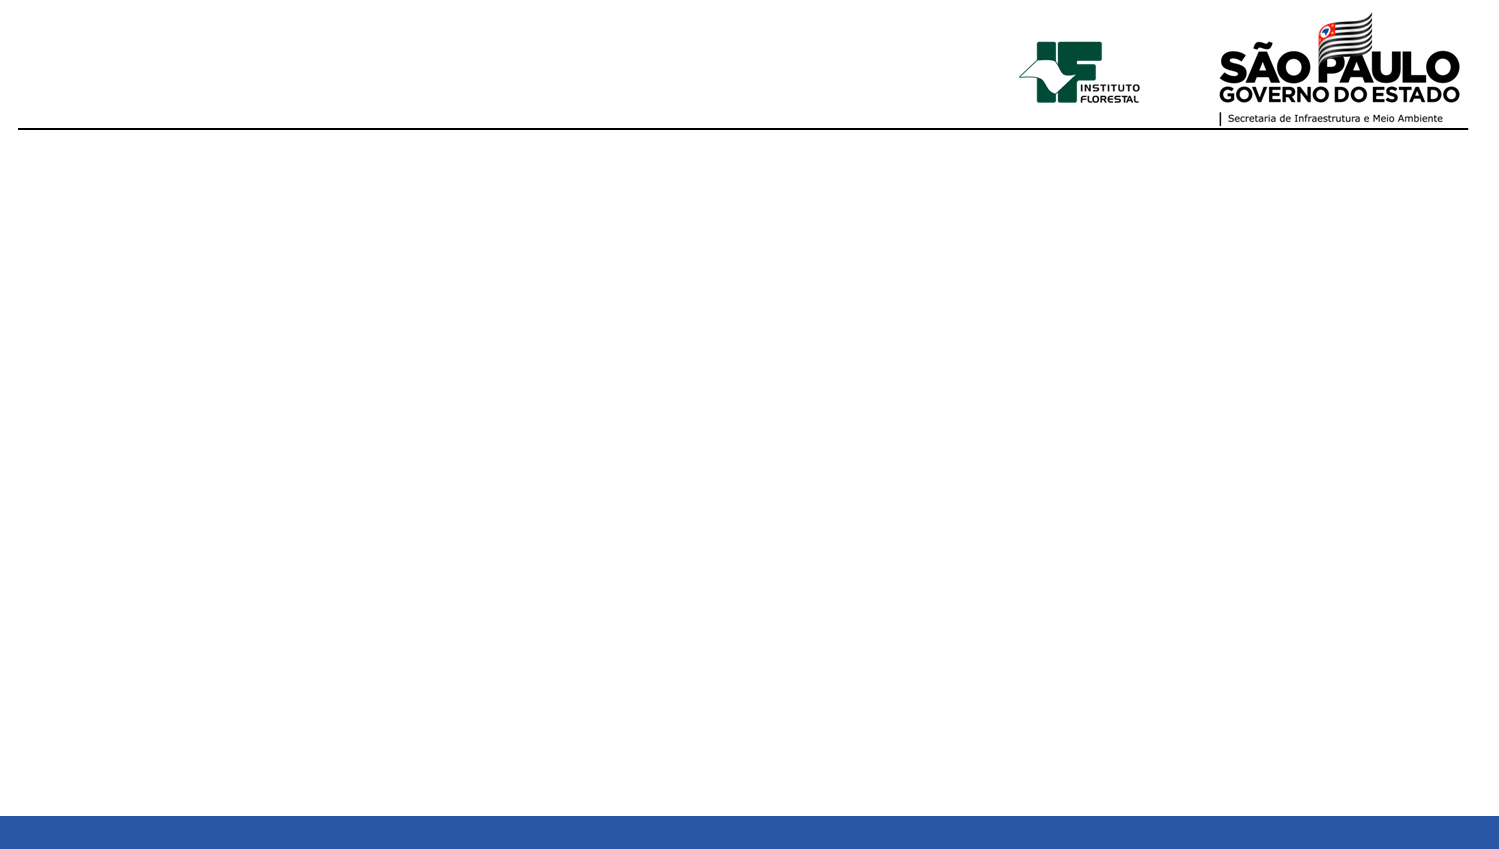 INSTITUTO
FLORESTAL
SÃO PAULO
GOVERNO DO ESTADO
Secretaria de Infraestrutura e Meio Ambiente